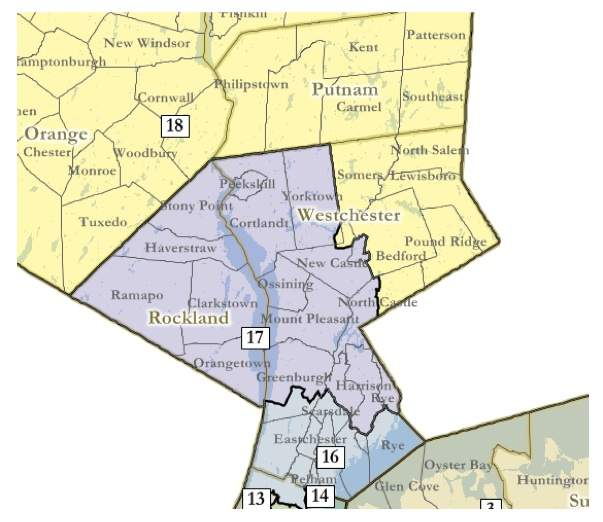 Fishkill
New Windsor
Patterson
Kent
Hamptonburgh
Philipstown
Putnam
Cornwall
Southeast
Carmel
18
Orange
Chester
Woodbury
North Salem
Monroe
Somers
Lewisboro
Peekskill
Yorktown
Stony Point
Westchester
Tuxedo
Cortlandt
Haverstraw
Pound Ridge
Bedford
New Castle
Ossining
Ramapo
Clarkstown
North Castle
Rockland
Mount Pleasant
17
Orangetown
Greenburgh
Harrison
Rye
Scarsdale
Eastchester
Rye
16
Oyster Bay
Pelham
Glen Cove
Huntington
13
14
3
Su